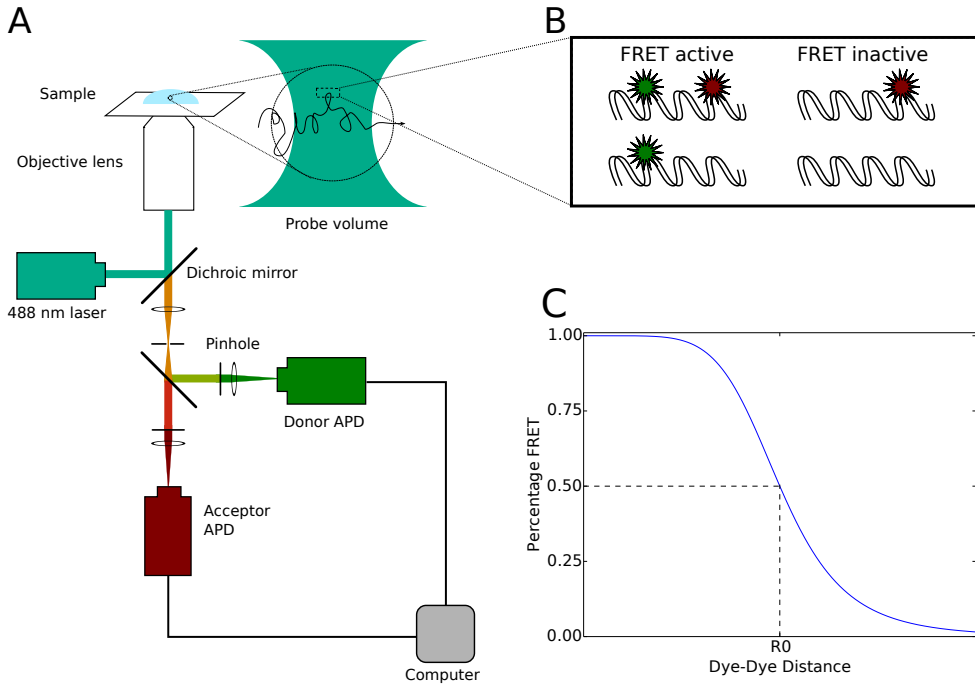 A
Sample
Objective lens
Probe volume
Dichroic mirror
488 nm laser
Pinhole
Donor APD
Acceptor
APD
Computer
B
FRET active
FRET inactive
C
1.00
0.75
0.50
0.25
0.00
Percentage FRET
R0
Dye-Dye Distance